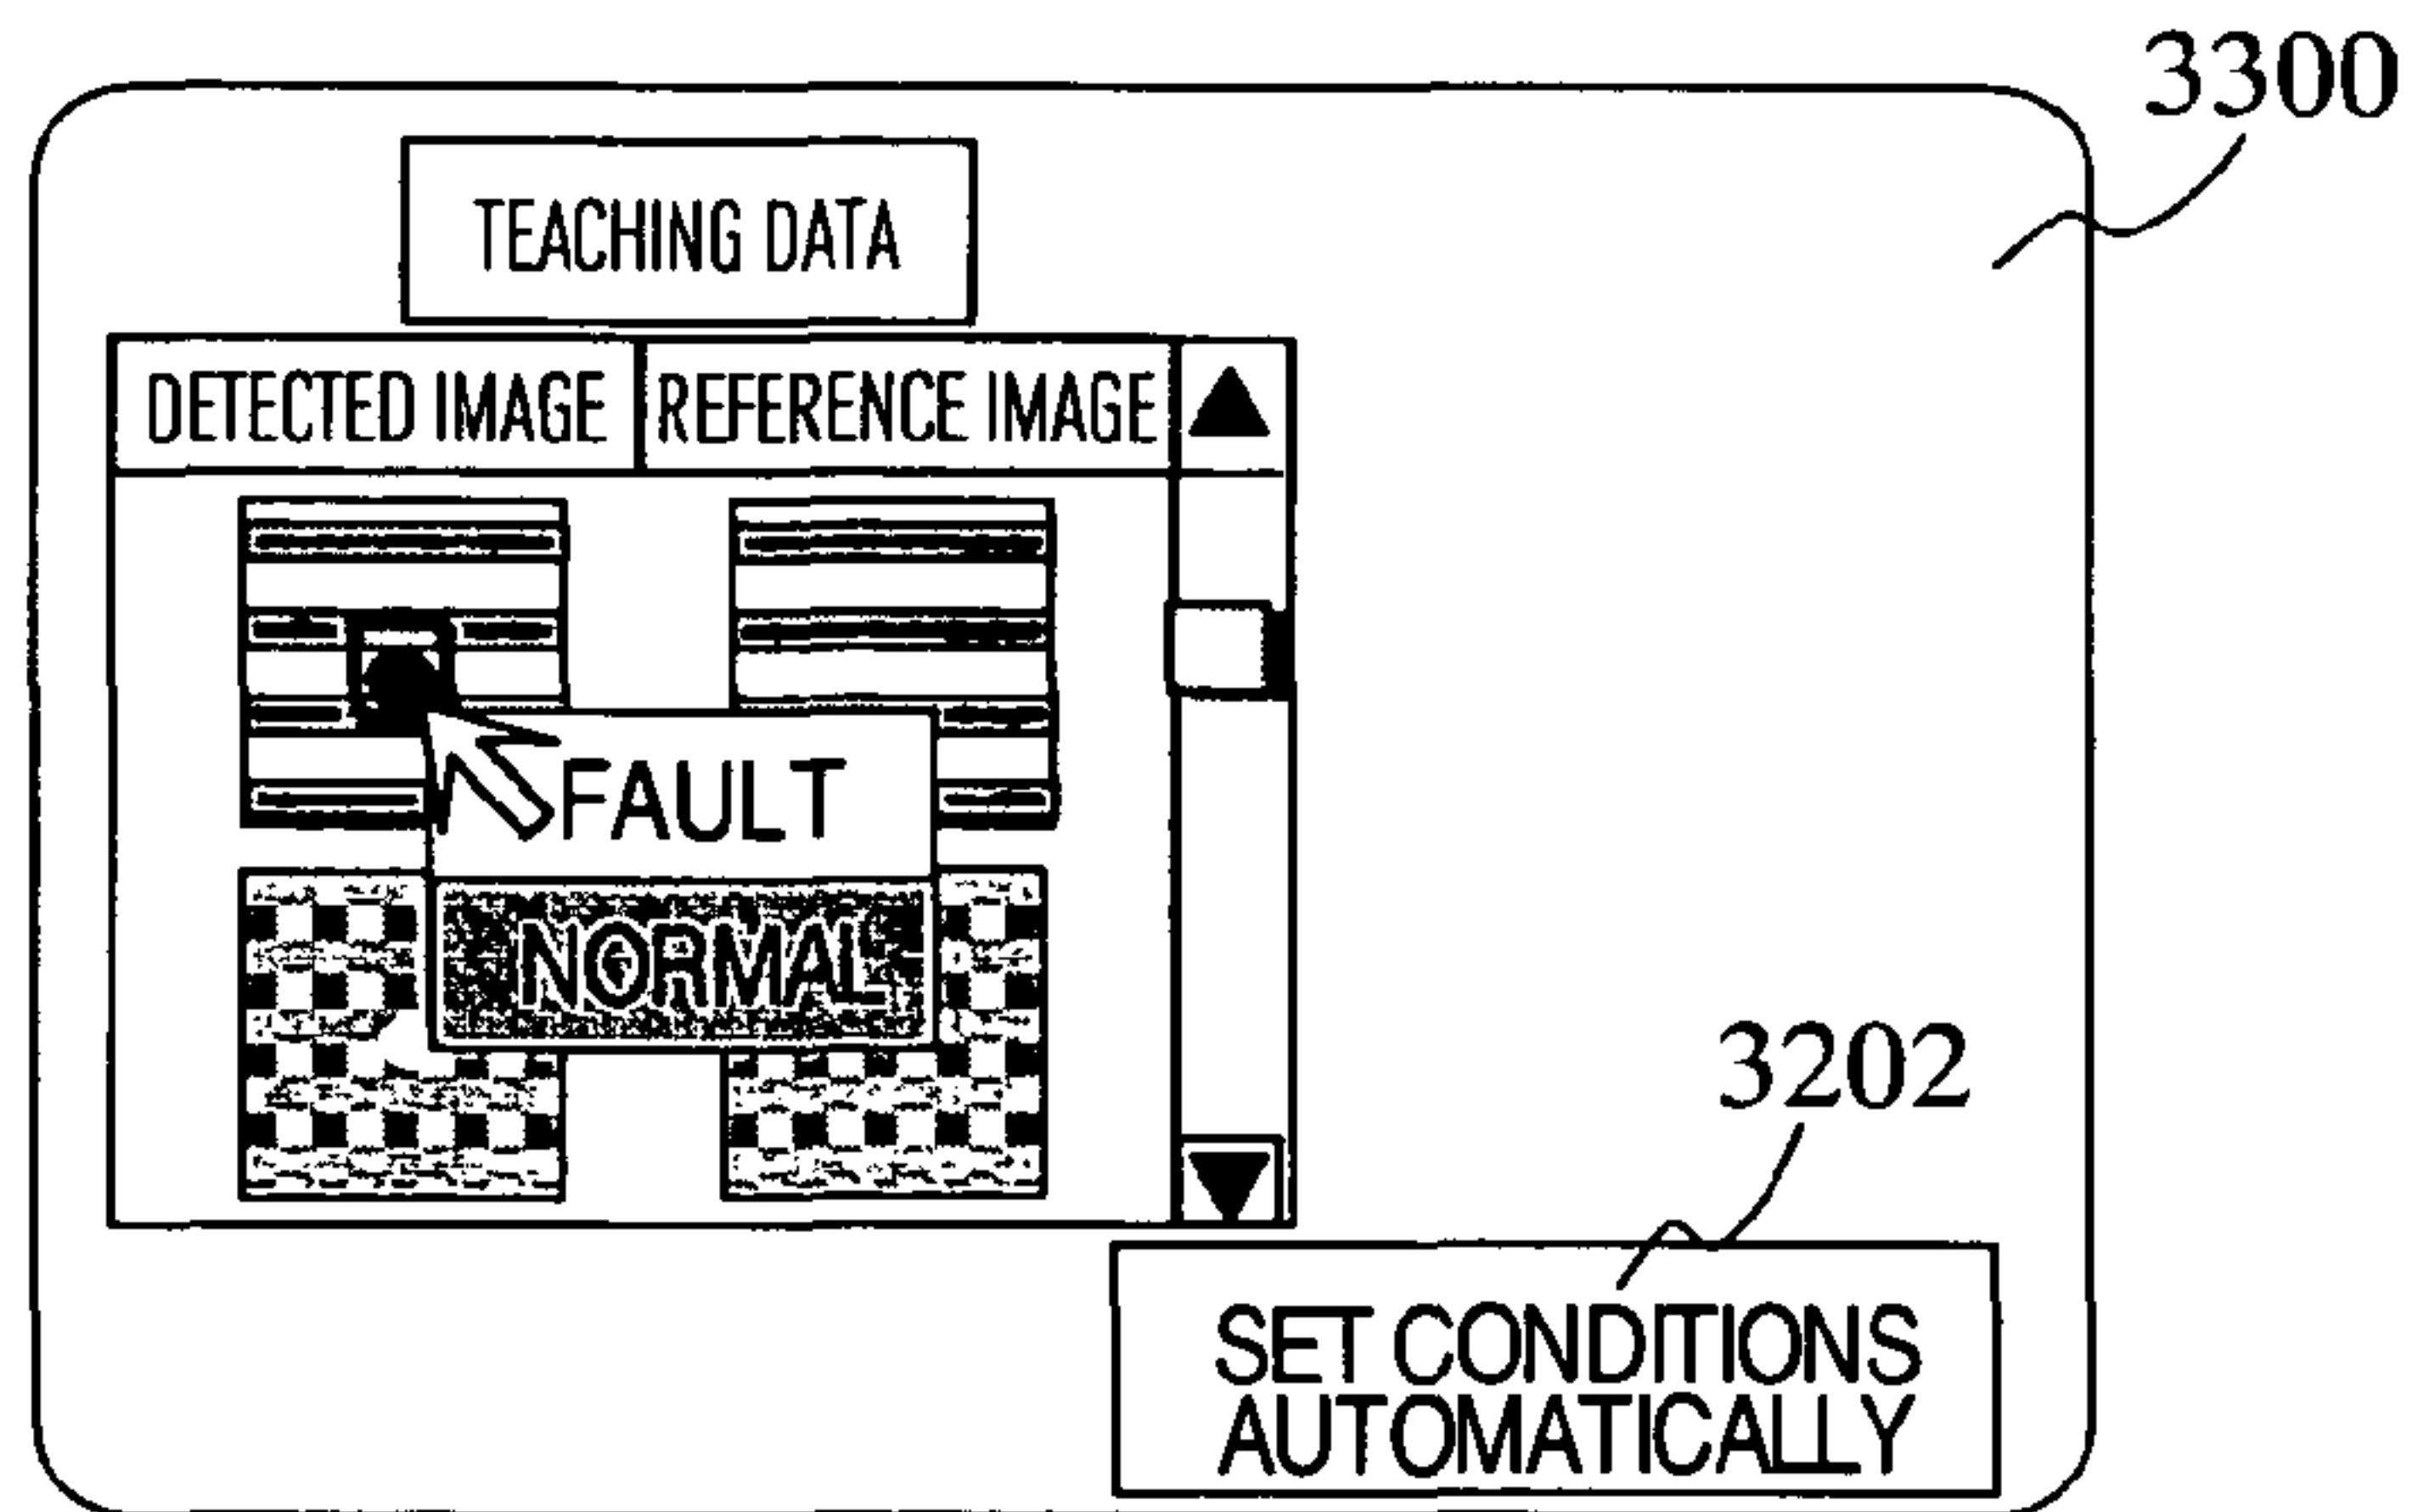 3300
TEACHING DATA
DETECTED IMAGE
REFERENCE IMAGE
FAULT
NORMAL
3202
SET CONDITIONS
AUTOMATICALLY